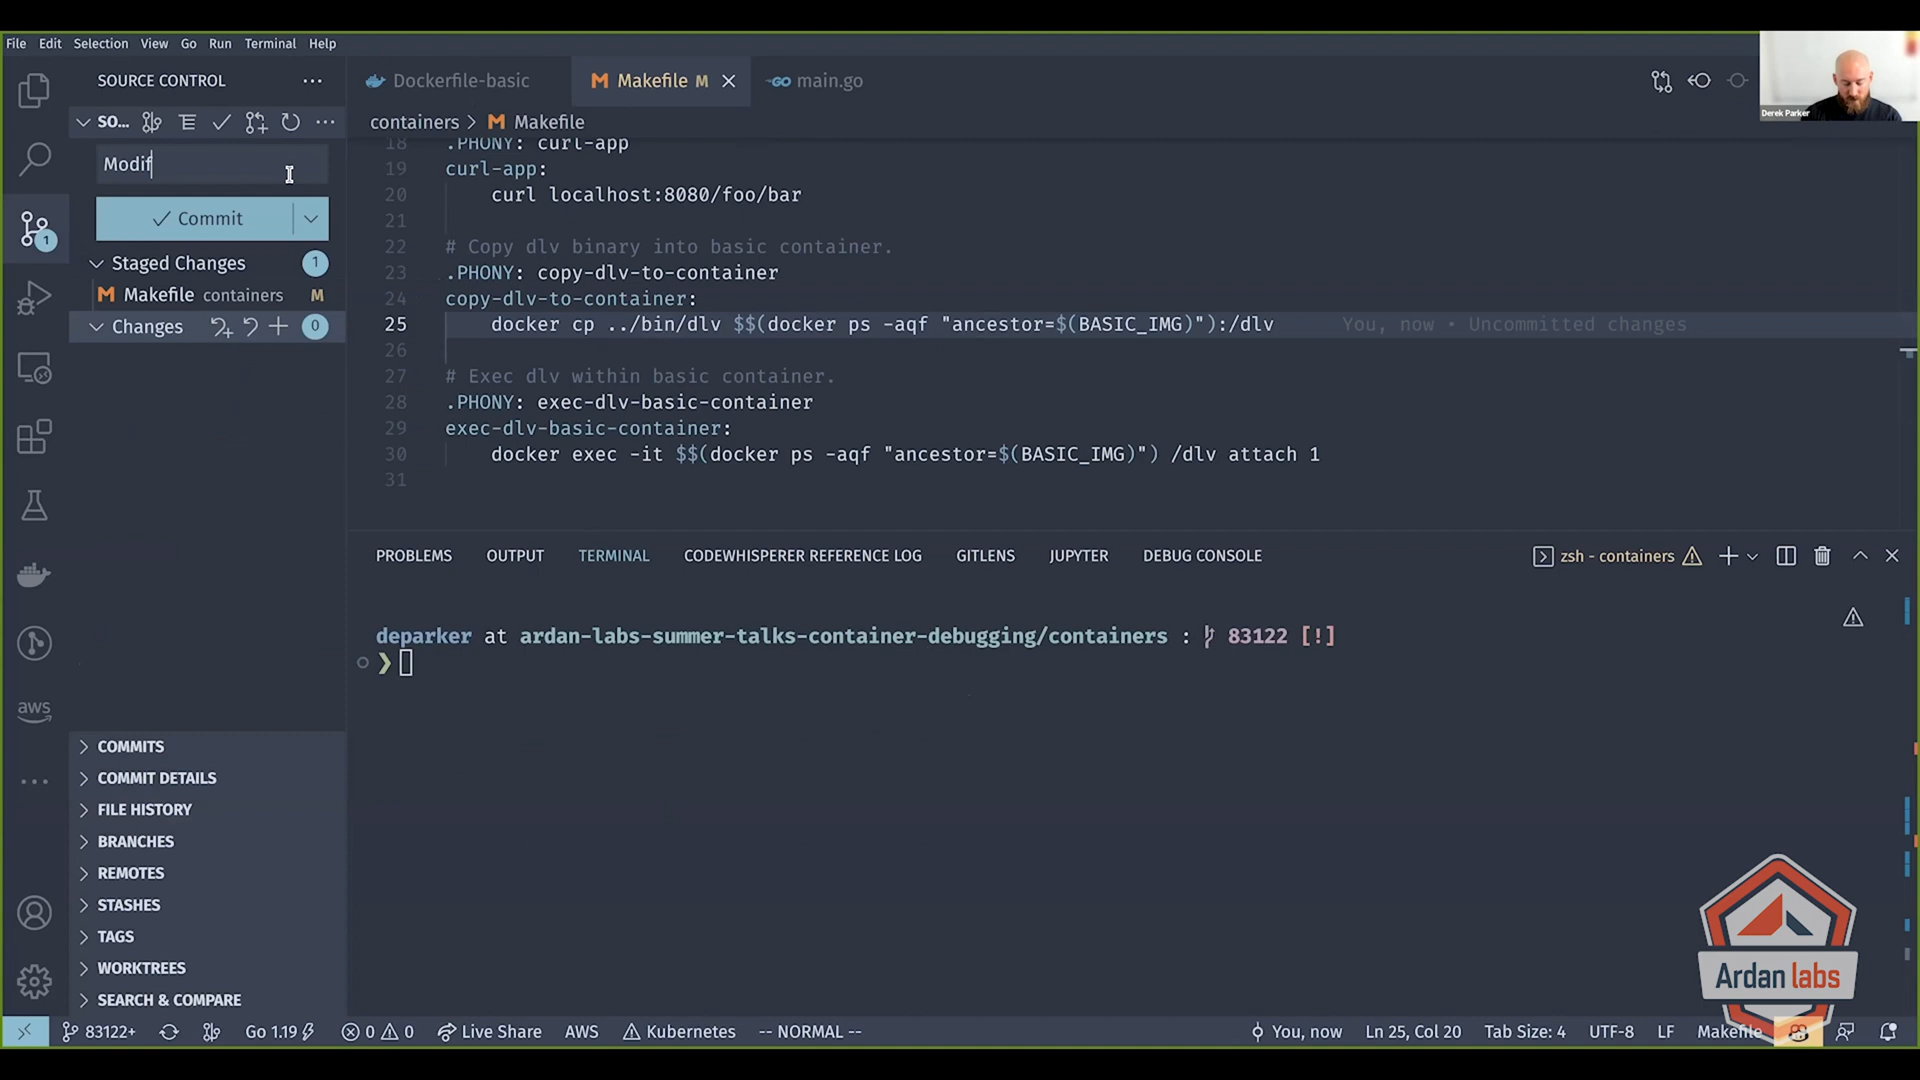 File Edit Selection View Go Run Terminal Help
SOURCE CONTROL
Dockerfile-basic
Makefile M
main.go
Derek Parker
SO...
containers > Makefile
Modif
Commit
Staged Changes 1
Makefile containers M
Changes 0
18 .PHONY: curl-app
19 curl-app:
20 curl localhost:8080/foo/bar
21
22 # Copy dlv binary into basic container.
23 .PHONY: copy-dlv-to-container
24 copy-dlv-to-container:
25 docker cp ../bin/dlv $$(docker ps -aqf "ancestor=$(BASIC_IMG)"):/dlv You, now • Uncommitted changes
26
27 # Exec dlv within basic container.
28 .PHONY: exec-dlv-basic-container
29 exec-dlv-basic-container:
30 docker exec -it $$(docker ps -aqf "ancestor=$(BASIC_IMG)") /dlv attach 1
31
PROBLEMS OUTPUT TERMINAL CODEWHISPERER REFERENCE LOG GITLENS JUPYTER DEBUG CONSOLE
zsh - containers
deparker at ardan-labs-summer-talks-container-debugging/containers : 83122 [!]
❯
aws
COMMITS
COMMIT DETAILS
FILE HISTORY
BRANCHES
REMOTES
STASHES
TAGS
WORKTREES
SEARCH & COMPARE
Ardan labs
83122+ Go 1.19 0 0 Live Share AWS Kubernetes -- NORMAL -- You, now Ln 25, Col 20 Tab Size: 4 UTF-8 LF Makefile